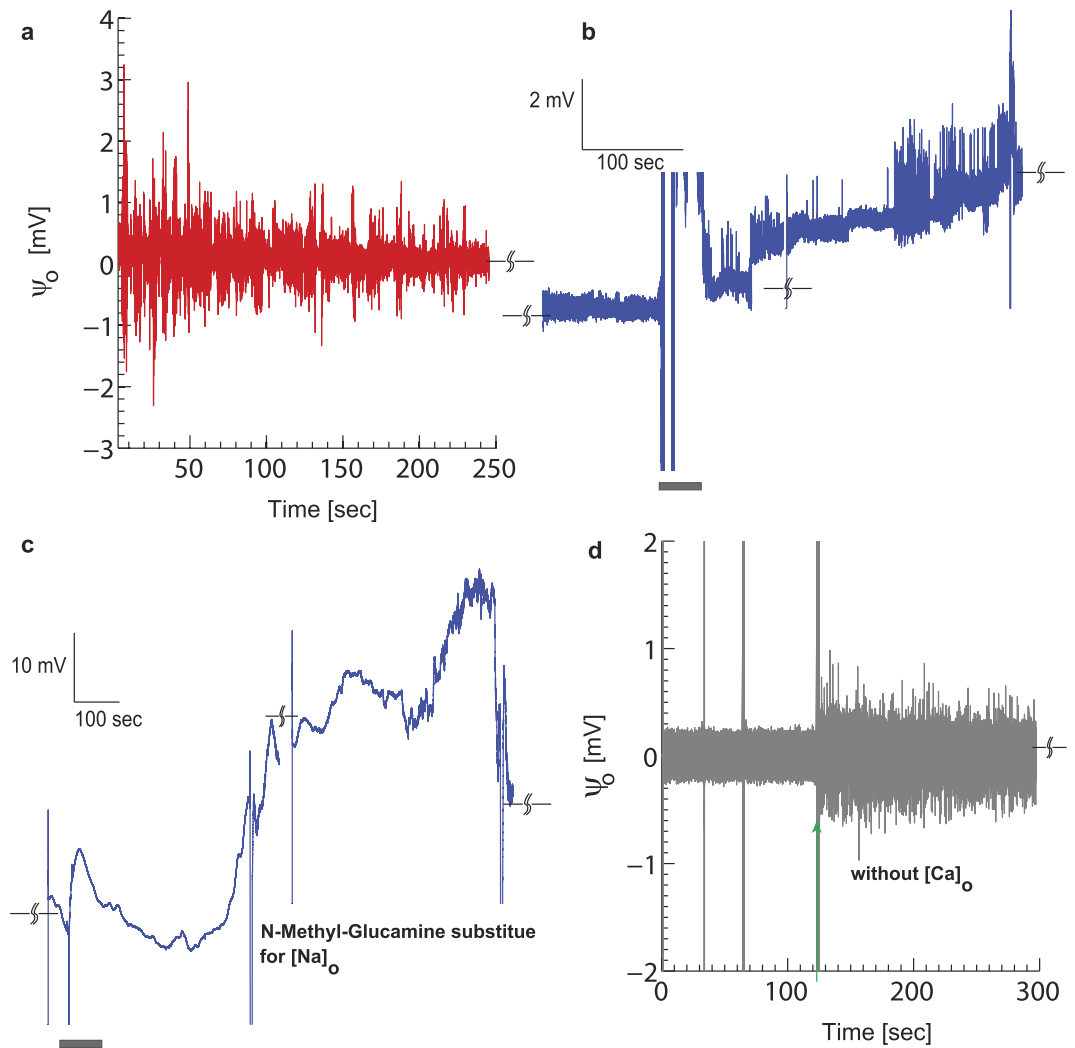 a
4
3
2
1
0
−1
−2
−3
ψo [mV]
50
100
150
200
250
Time [sec]
b
2 mV
100 sec
c
10 mV
100 sec
N-Methyl-Glucamine substitue
for [Na]o
d
2
1
0
−1
−2
ψo [mV]
without [Ca]o
0
100
200
300
Time [sec]